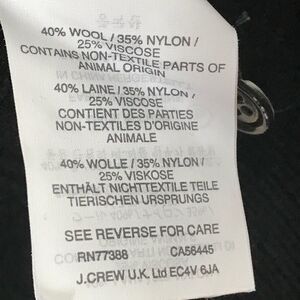 40% WOOL / 35% NYLON /
25% VISCOSE
CONTAINS NON-TEXTILE PARTS OF
ANIMAL ORIGIN
40% LAINE / 35% NYLON /
25% VISCOSE
CONTIENT DES PARTIES
NON-TEXTILES D'ORIGINE
ANIMALE
40% WOLLE / 35% NYLON /
25% VISKOSE
ENTHÄLT NICHTTEXTILE TEILE
TIERISCHEN URSPRUNGS
SEE REVERSE FOR CARE
RN77388 CA56445
J.CREW U.K. Ltd EC4V 6JA